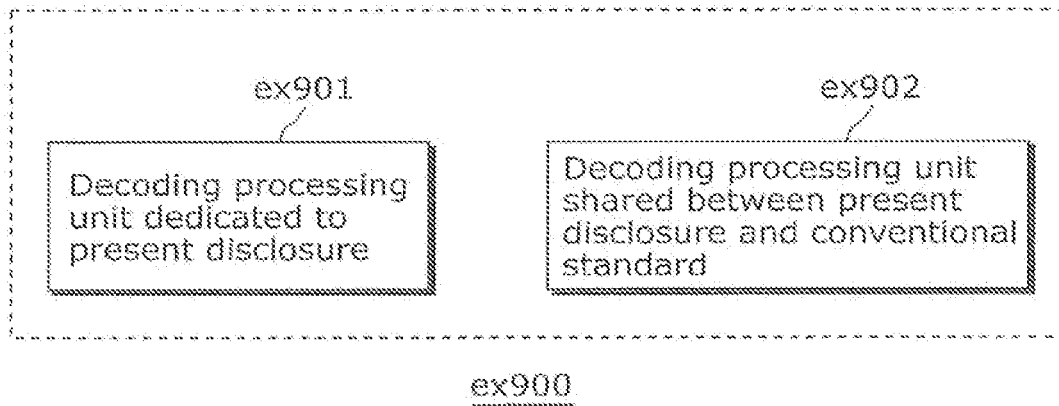 ex901
ex902
Decoding processing
unit dedicated to
present disclosure
Decoding processing unit
shared between present
disclosure and conventional
standard
ex900